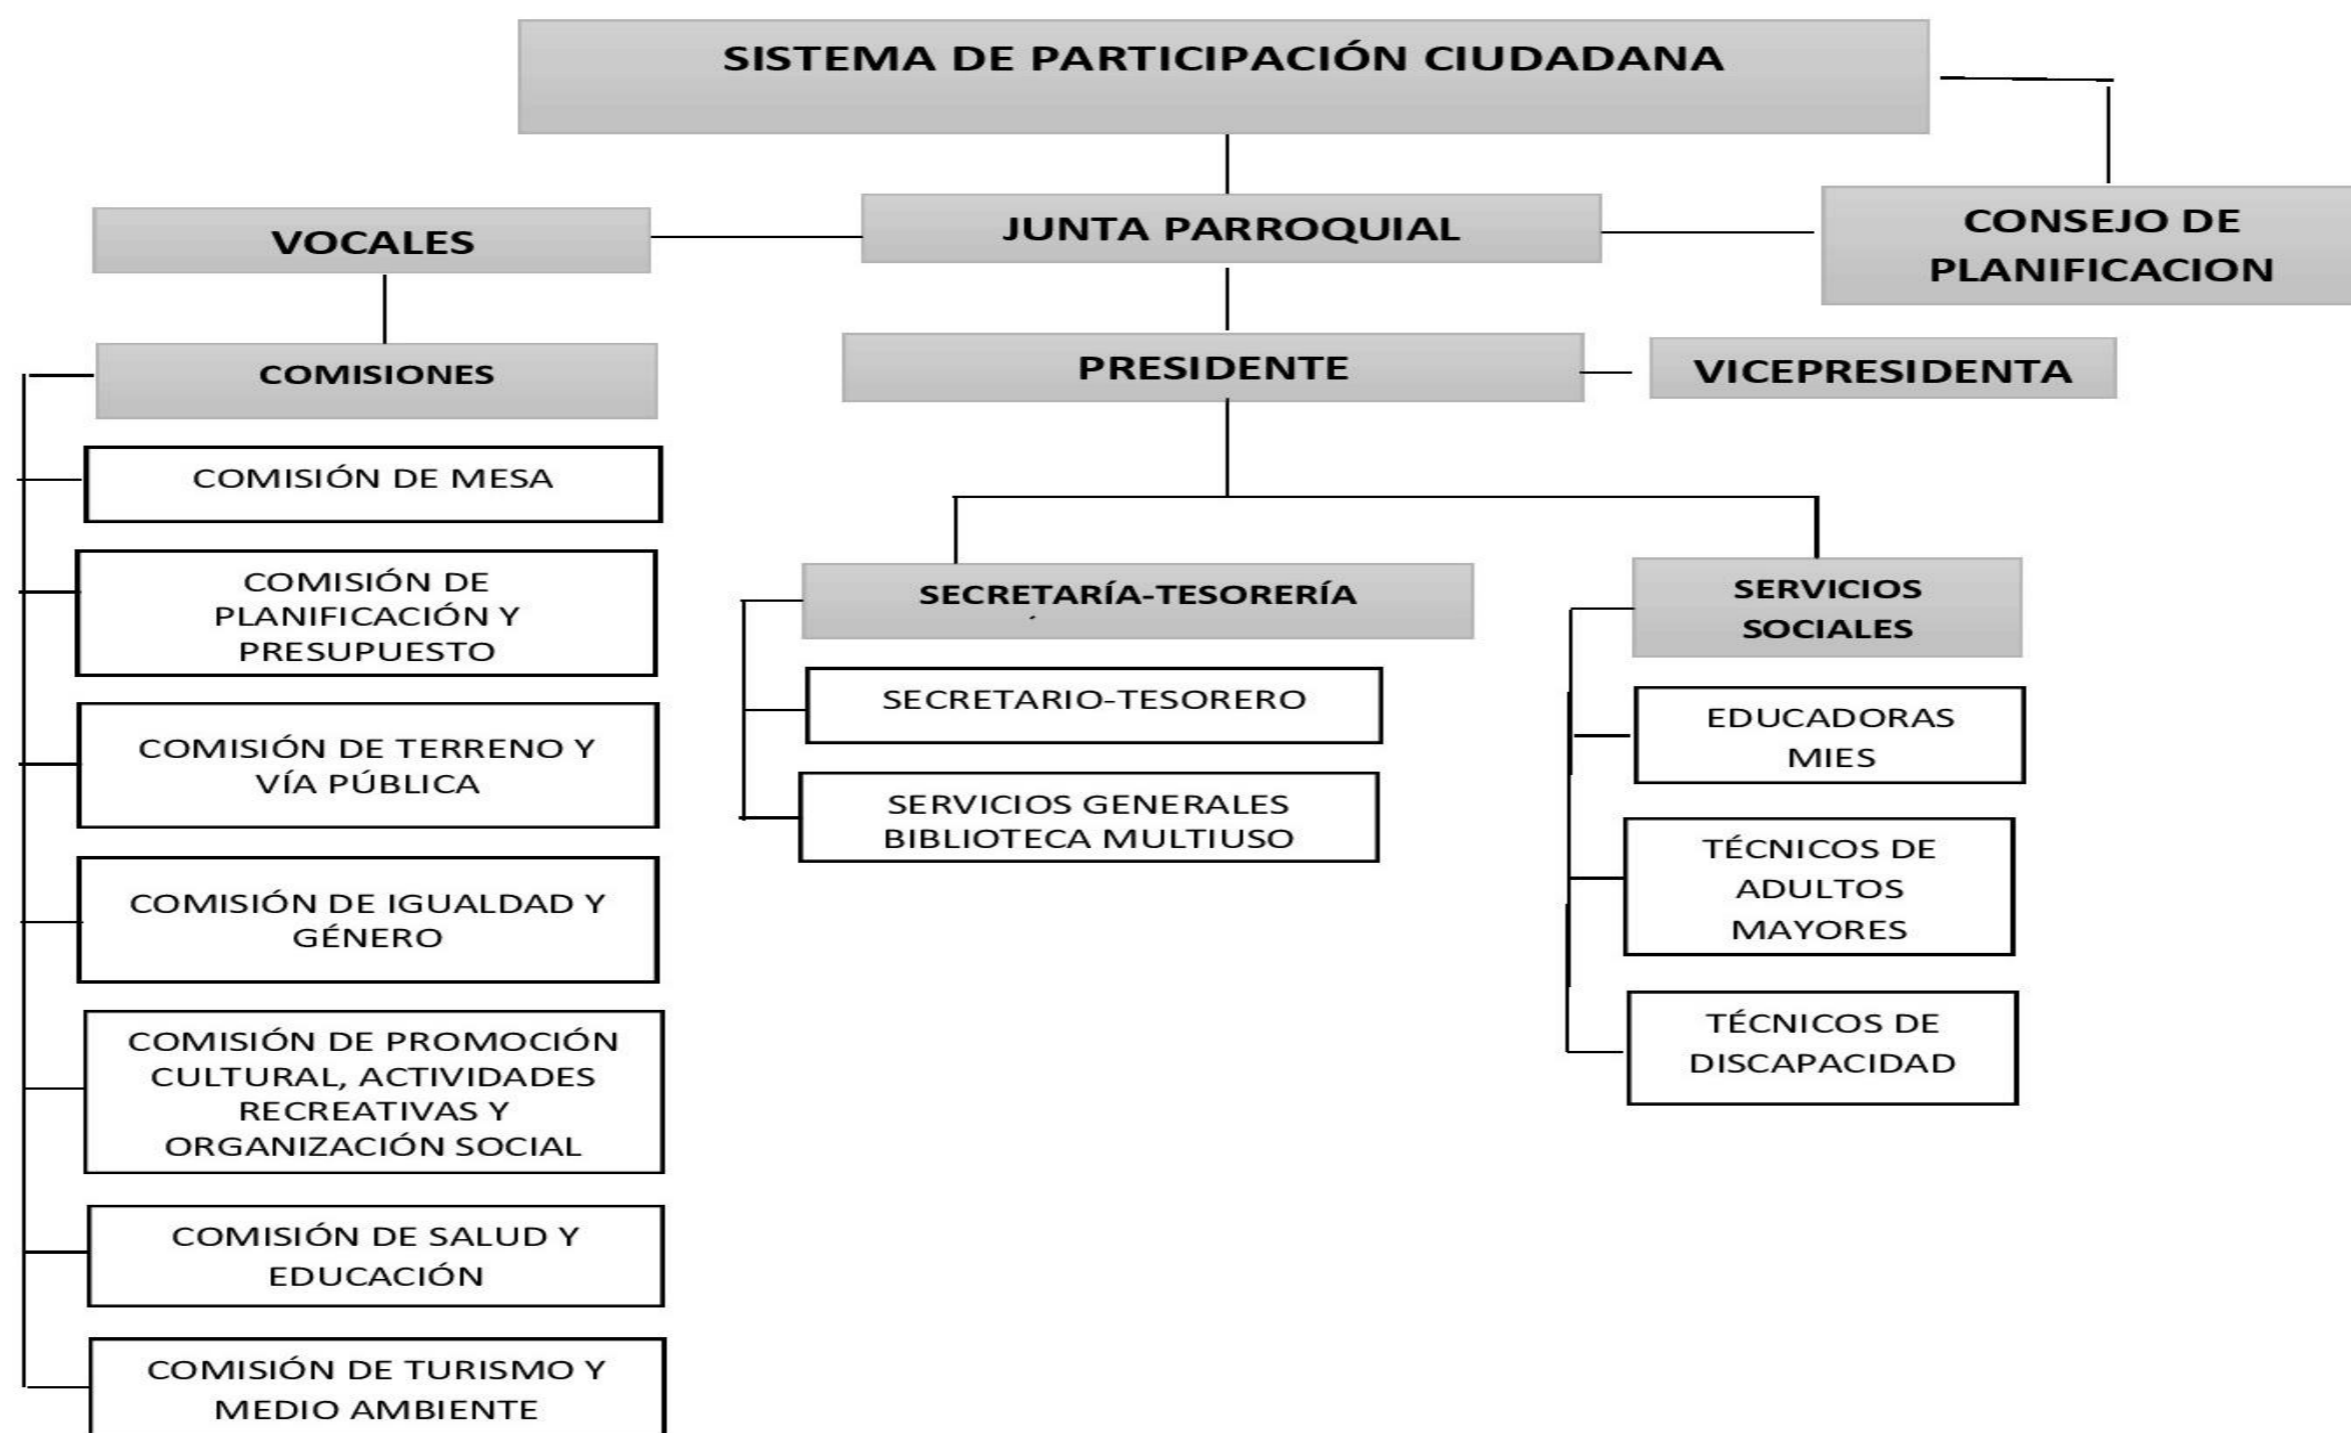 SISTEMA DE PARTICIPACIÓN CIUDADANA
VOCALES
JUNTA PARROQUIAL
CONSEJO DE
PLANIFICACION
COMISIONES
PRESIDENTE
VICEPRESIDENTA
COMISIÓN DE MESA
COMISIÓN DE
PLANIFICACIÓN Y
PRESUPUESTO
COMISIÓN DE TERRENO Y
VÍA PÚBLICA
COMISIÓN DE IGUALDAD Y
GÉNERO
COMISIÓN DE PROMOCIÓN
CULTURAL, ACTIVIDADES
RECREATIVAS Y
ORGANIZACIÓN SOCIAL
COMISIÓN DE SALUD Y
EDUCACIÓN
COMISIÓN DE TURISMO Y
MEDIO AMBIENTE
SECRETARÍA-TESORERÍA
SECRETARIO-TESORERO
SERVICIOS GENERALES
BIBLIOTECA MULTIUSO
SERVICIOS
SOCIALES
EDUCADORAS
MIES
TÉCNICOS DE
ADULTOS
MAYORES
TÉCNICOS DE
DISCAPACIDAD